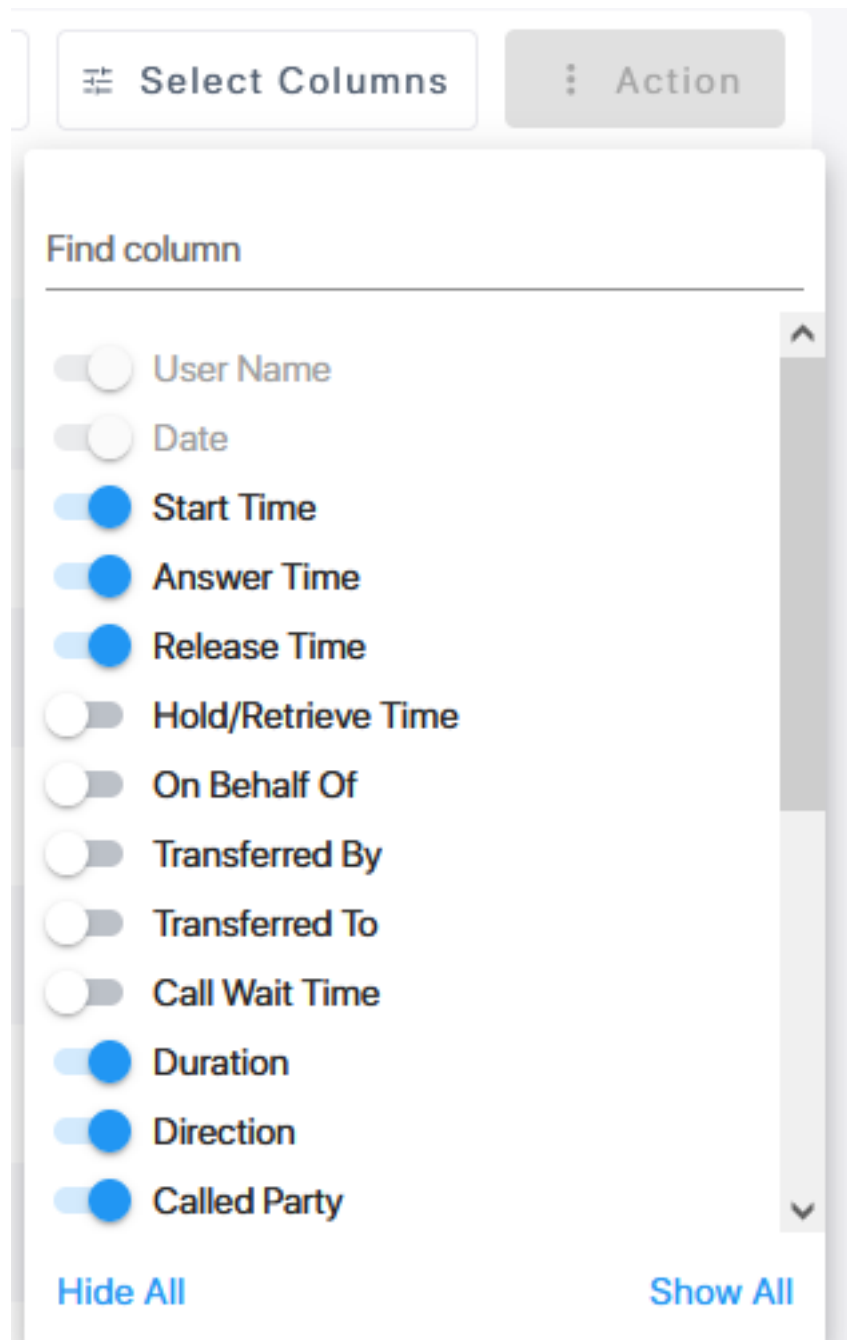 Select Columns Action
Find column
User Name
Date
Start Time
Answer Time
Release Time
Hold/Retrieve Time
On Behalf Of
Transferred By
Transferred To
Call Wait Time
Duration
Direction
Called Party
Hide All Show All